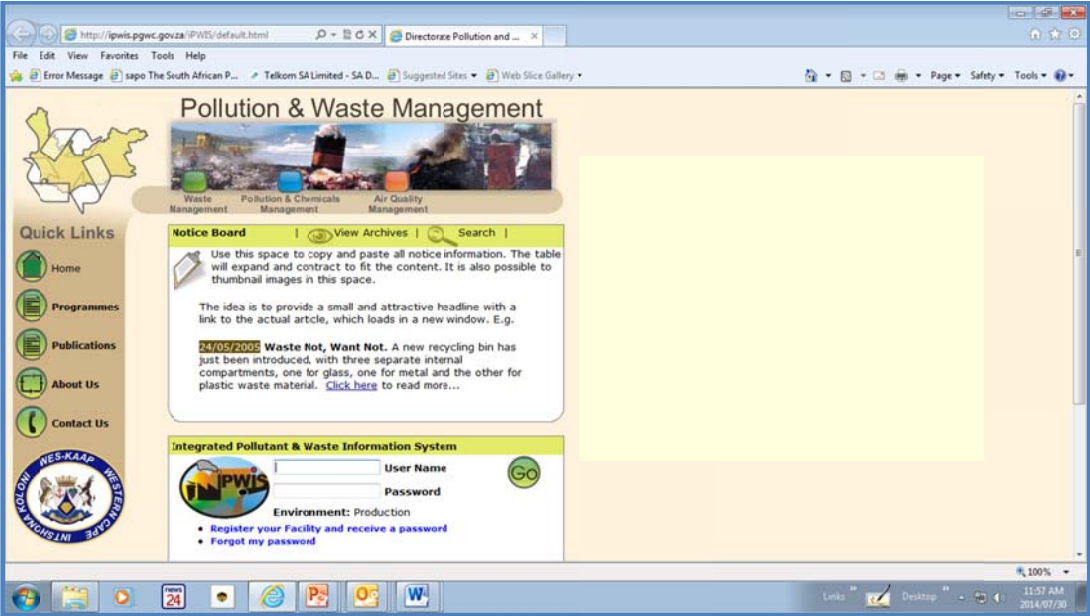 http://ipwis.pgwc.gov.za/iPWIS/default.html
Directorate Pollution and ...
File Edit View Favorites Tools Help
Error Message sapo The South African P... Telkom SA Limited - SA D... Suggested Sites Web Slice Gallery
Page Safety Tools
Pollution & Waste Management
Waste Management
Pollution & Chemicals Management
Air Quality Management
Quick Links
Home
Programmes
Publications
About Us
Contact Us
WES-KAAP WESTERN CAPE INTSHONA KOLONI
Notice Board | View Archives | Search |
Use this space to copy and paste all notice information. The table
will expand and contract to fit the content. It is also possible to
thumbnail images in this space.
The idea is to provide a small and attractive headline with a
link to the actual artcle, which loads in a new window. E.g.
24/05/2005 Waste Not, Want Not. A new recycling bin has
just been introduced, with three separate internal
compartments, one for glass, one for metal and the other for
plastic waste material. Click here to read more...
Integrated Pollutant & Waste Information System
IPWIS
User Name
Go
Password
Environment: Production
• Register your Facility and receive a password
• Forgot my password
100%
news 24
Links
Desktop
11:57 AM
2014/07/30